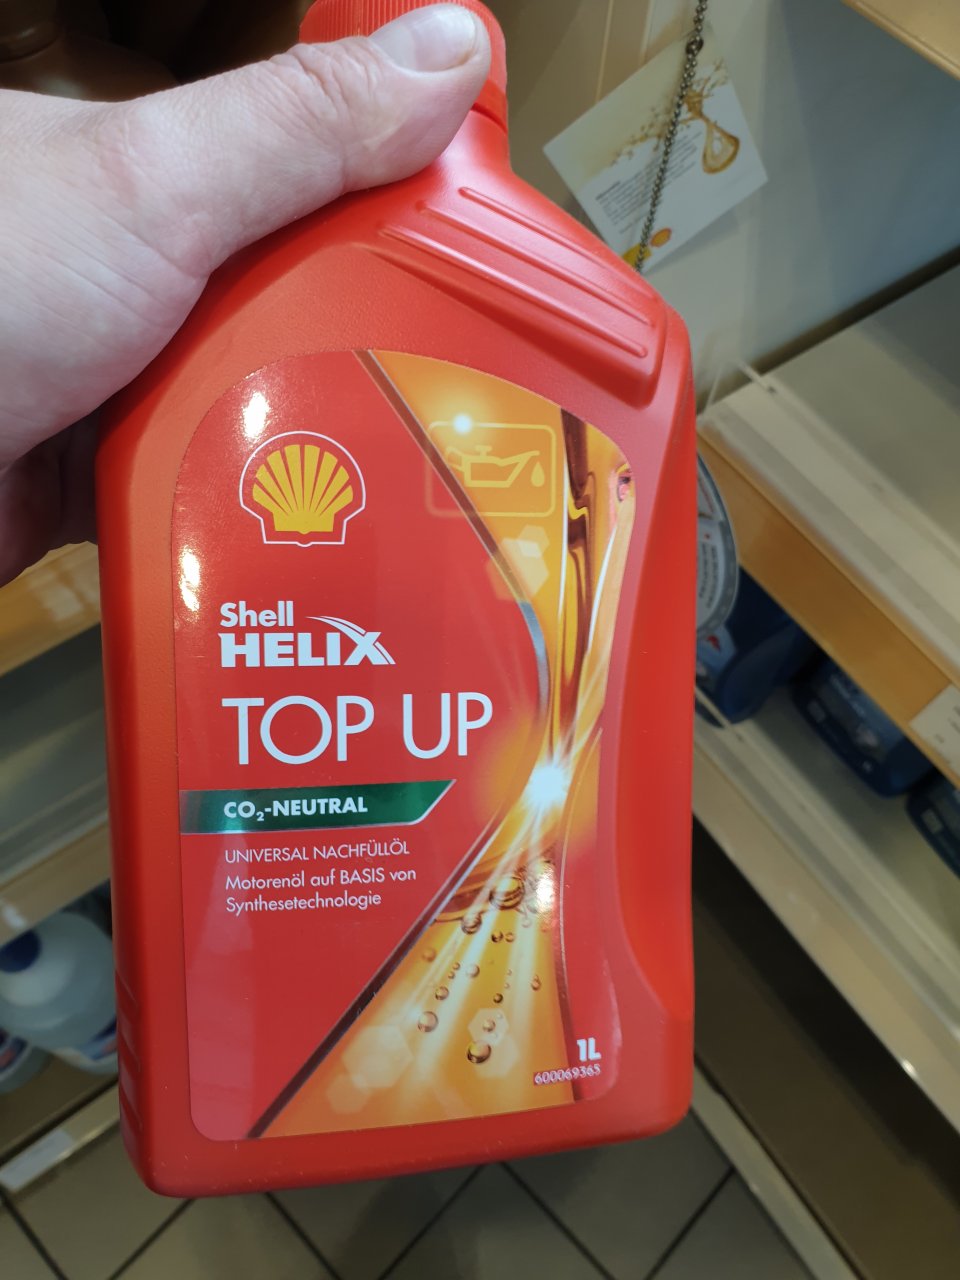 Shell
HELIX
TOP UP
CO₂-NEUTRAL
UNIVERSAL NACHFÜLLÖL
Motorenöl auf BASIS von
Synthesetechnologie
1L
600069365